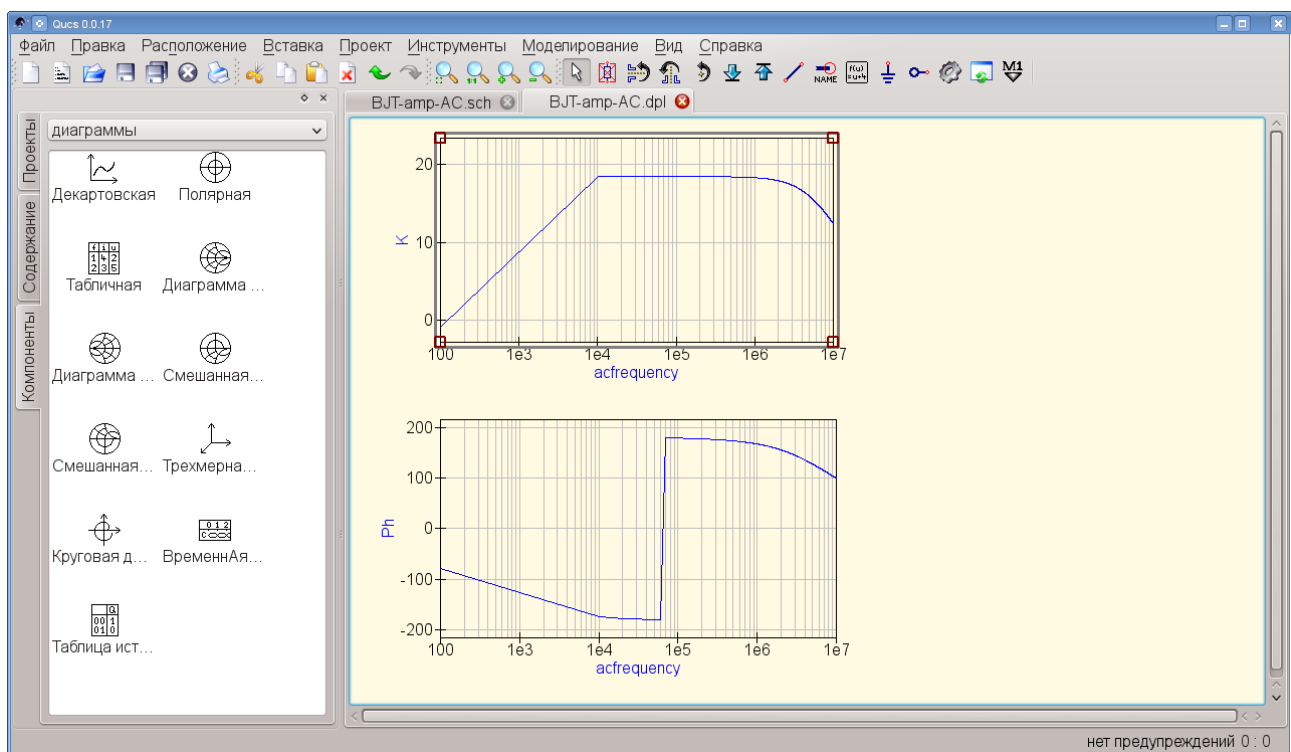 Qucs 0.0.17
Файл Правка Расположение Вставка Проект Инструменты Моделирование Вид Справка
NAME
M1
BJT-amp-AC.sch BJT-amp-AC.dpl
Проекты
Содержание
Компоненты
диаграммы
Декартовская Полярная
Табличная Диаграмма ...
Диаграмма ... Смешанная...
Смешанная... Трехмерна...
Круговая д... ВременнАя...
Таблица ист...
K
20
10
0
100 1e3 1e4 1e5 1e6 1e7
acfrequency
Ph
200
100
0
-100
-200
100 1e3 1e4 1e5 1e6 1e7
acfrequency
нет предупреждений 0 : 0